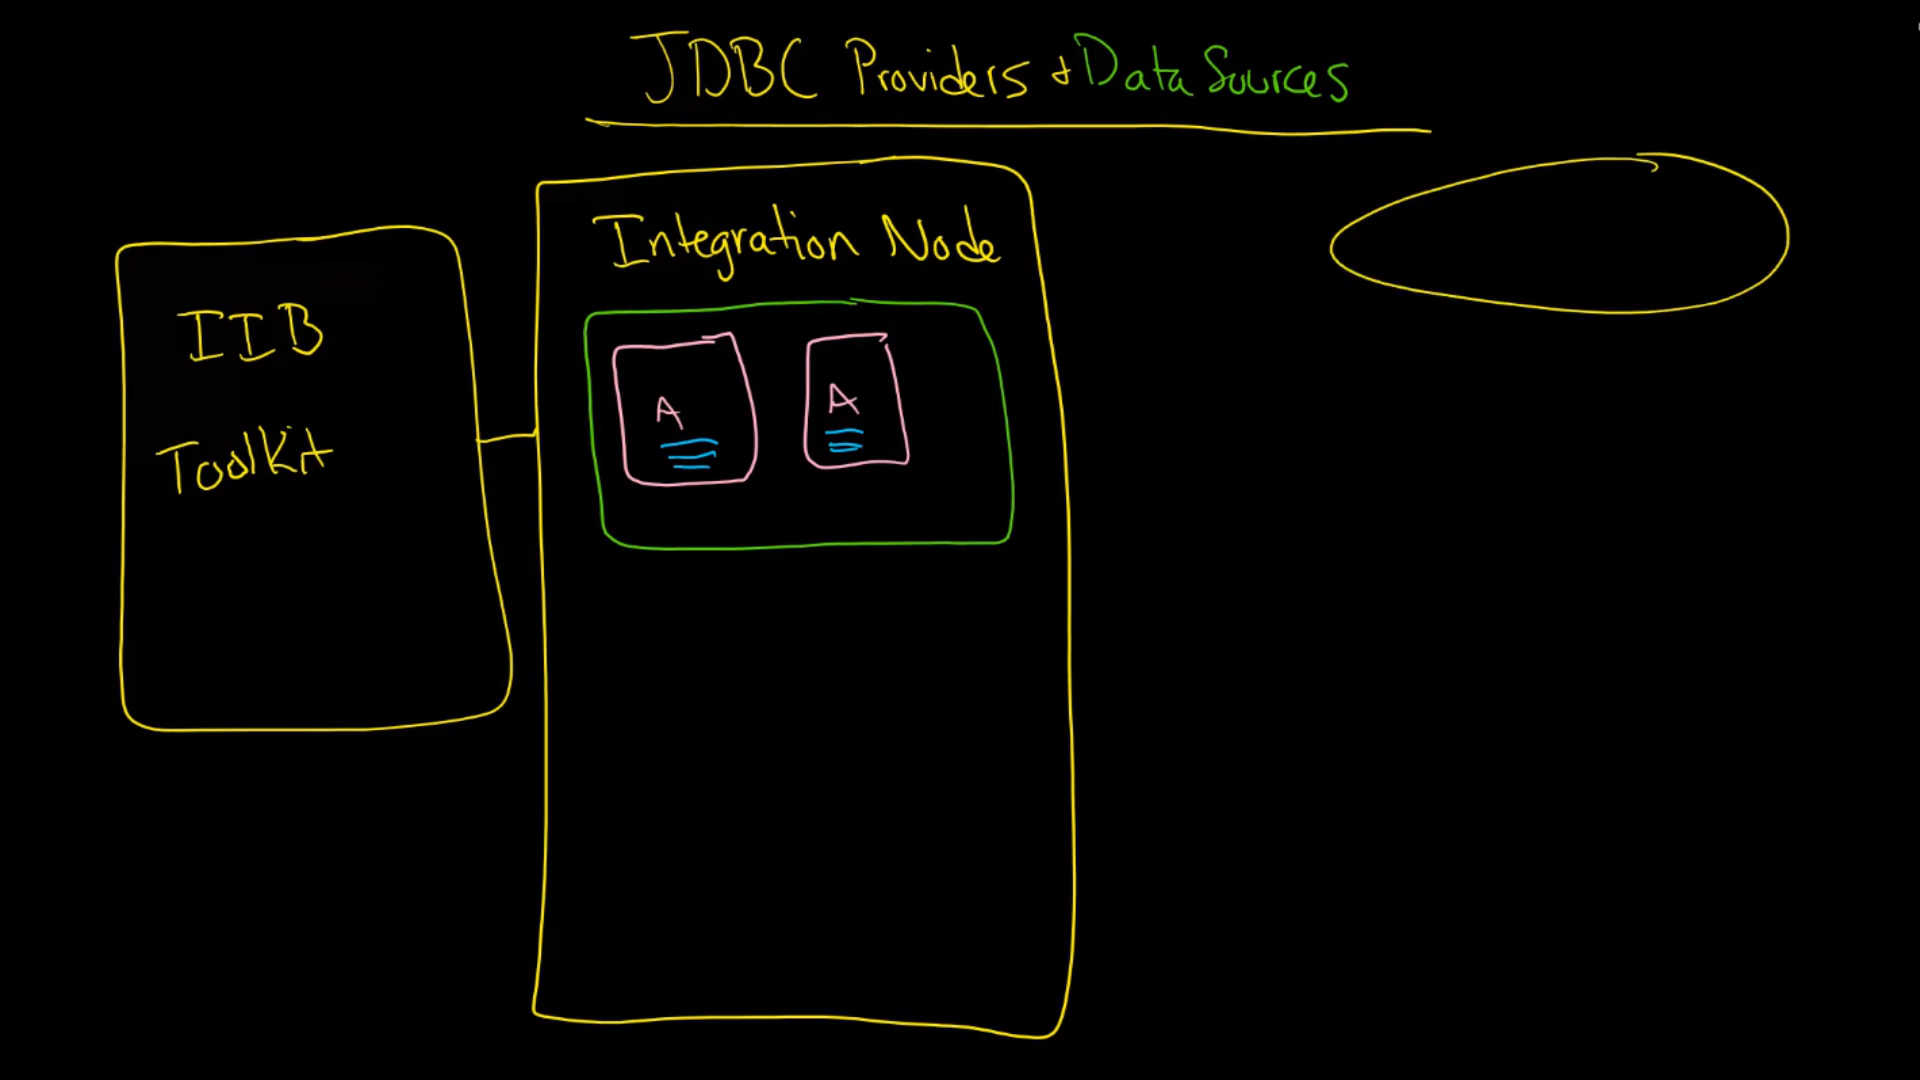 JDBC Providers & Data Sources
Integration Node
IIB
Toolkit
A
A